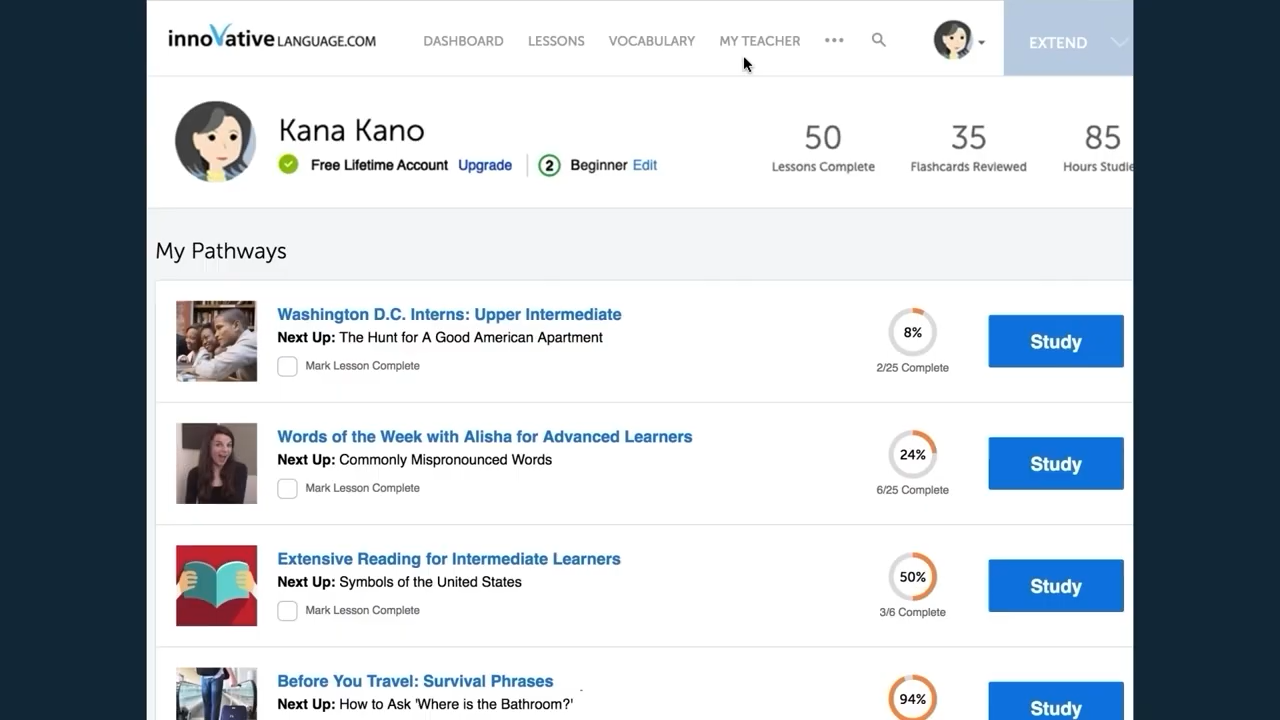 innoVative LANGUAGE.COM
DASHBOARD LESSONS VOCABULARY MY TEACHER ••• EXTEND
Kana Kano
Free Lifetime Account Upgrade 2 Beginner Edit
50 35 85
Lessons Complete Flashcards Reviewed Hours Studie
My Pathways
Washington D.C. Interns: Upper Intermediate
Next Up: The Hunt for A Good American Apartment
Mark Lesson Complete
8%
2/25 Complete
Study
Words of the Week with Alisha for Advanced Learners
Next Up: Commonly Mispronounced Words
Mark Lesson Complete
24%
6/25 Complete
Study
Extensive Reading for Intermediate Learners
Next Up: Symbols of the United States
Mark Lesson Complete
50%
3/6 Complete
Study
Before You Travel: Survival Phrases
Next Up: How to Ask 'Where is the Bathroom?'
94%
Study